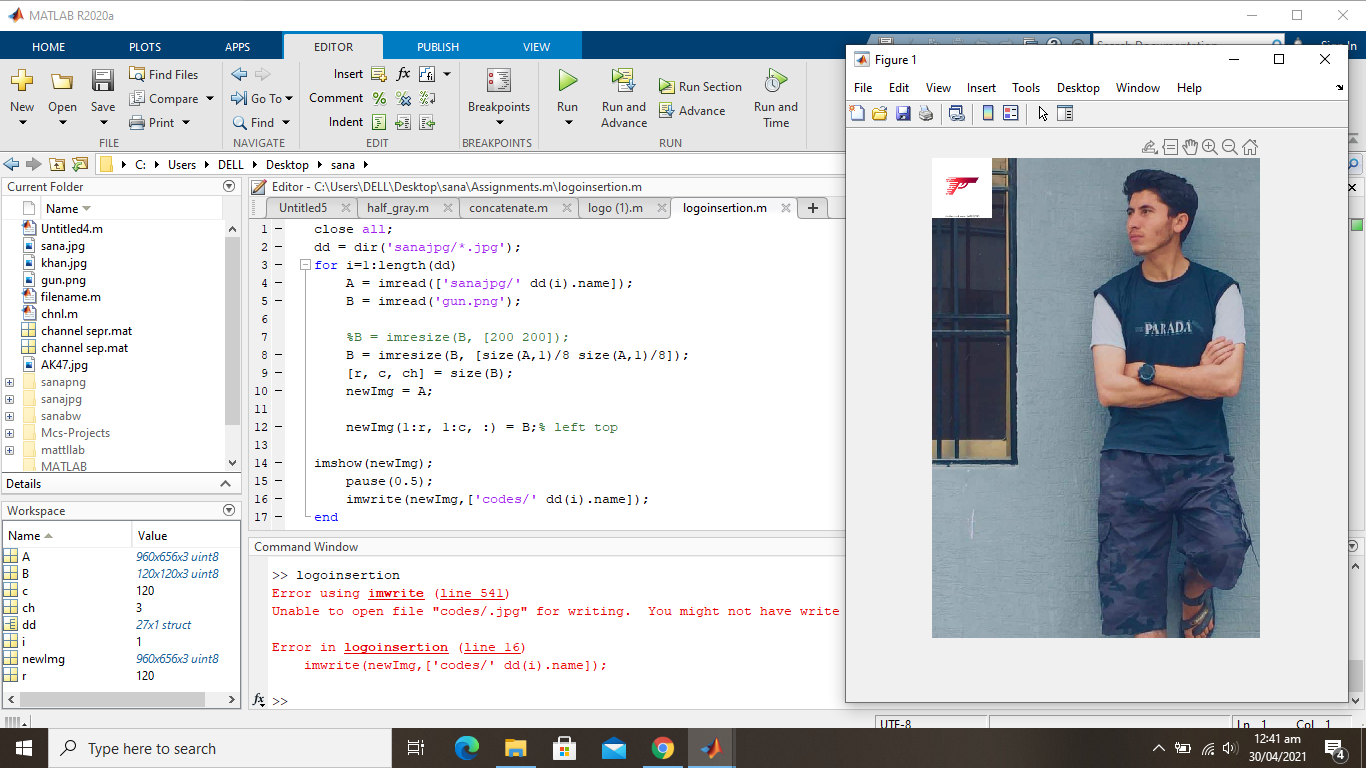 MATLAB R2020a
HOME PLOTS APPS EDITOR PUBLISH VIEW
New Open Save Find Files Compare Print
FILE
Go To Find
NAVIGATE
Insert fx
Comment
Indent
EDIT
Breakpoints
BREAKPOINTS
Run Run and Advance Run Section Advance Run and Time
RUN
C: Users DELL Desktop sana
Current Folder
Name
Untitled4.m
sana.jpg
khan.jpg
gun.png
filename.m
chnl.m
channel sepr.mat
channel sep.mat
AK47.jpg
sanapng
sanajpg
sanabw
Mcs-Projects
mattllab
MATLAB
Details
Workspace
Name Value
A 960x656x3 uint8
B 120x120x3 uint8
c 120
ch 3
dd 27x1 struct
i 1
newImg 960x656x3 uint8
r 120
Editor - C:\Users\DELL\Desktop\sana\Assignments.m\logoinsertion.m
Untitled5 half_gray.m concatenate.m logo (1).m logoinsertion.m
1 close all;
2 dd = dir('sanajpg/*.jpg');
3 for i=1:length(dd)
4 A = imread(['sanajpg/' dd(i).name]);
5 B = imread('gun.png');
6
7 %B = imresize(B, [200 200]);
8 B = imresize(B, [size(A,1)/8 size(A,1)/8]);
9 [r, c, ch] = size(B);
10 newImg = A;
11
12 newImg(1:r, 1:c, :) = B;% left top
13
14 imshow(newImg);
15 pause(0.5);
16 imwrite(newImg,['codes/' dd(i).name]);
17 end
Command Window
>> logoinsertion
Error using imwrite (line 541)
Unable to open file "codes/.jpg" for writing.  You might not have write
Error in logoinsertion (line 16)
imwrite(newImg,['codes/' dd(i).name]);
fx >>
Figure 1
File Edit View Insert Tools Desktop Window Help
PARADA
UTF-8
Ln 1 Col 1
Type here to search
12:41 am
30/04/2021
4